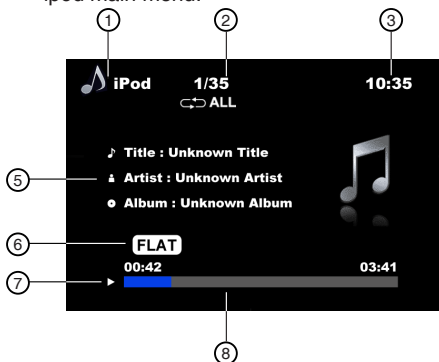 ipod main menu.
1 2 3
iPod 1/35 10:35
ALL
Title : Unknown Title
5 Artist : Unknown Artist
Album : Unknown Album
6 FLAT
00:42 03:41
7
8